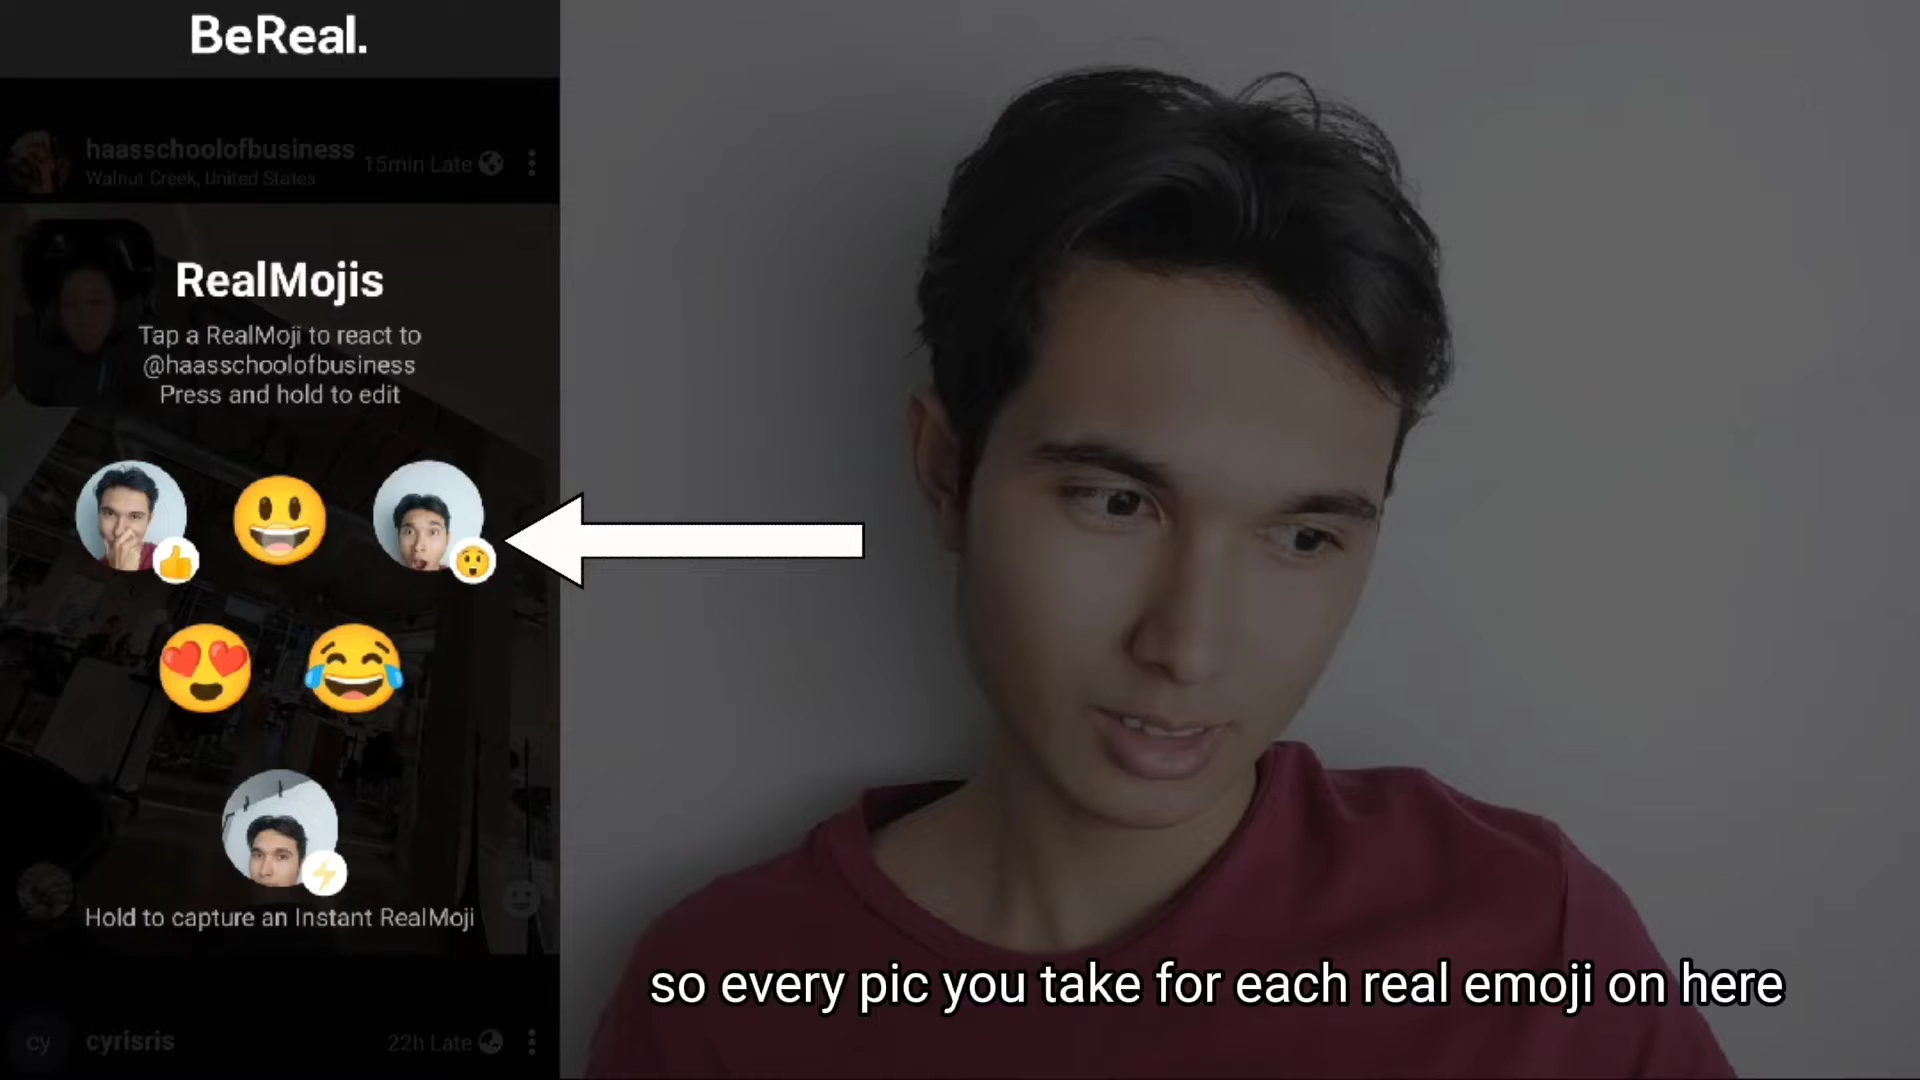 BeReal.
haasschoolofbusiness
15min Late
Walnut Creek, United States
RealMojis
Tap a RealMoji to react to
@haasschoolofbusiness
Press and hold to edit
Hold to capture an Instant RealMoji
so every pic you take for each real emoji on here
cy
cyrisris
22h Late